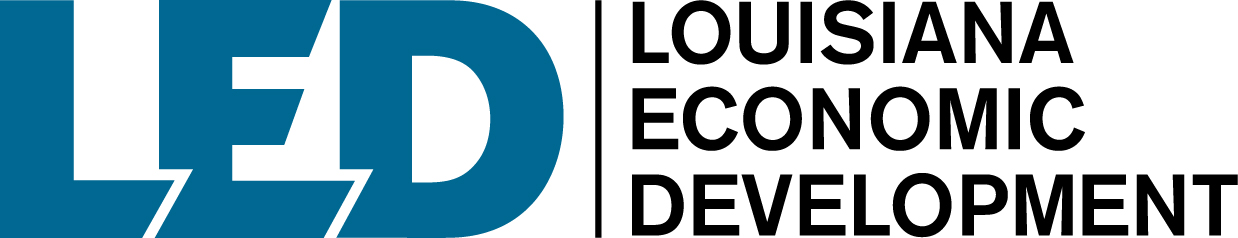 LED
LOUISIANA
ECONOMIC
DEVELOPMENT